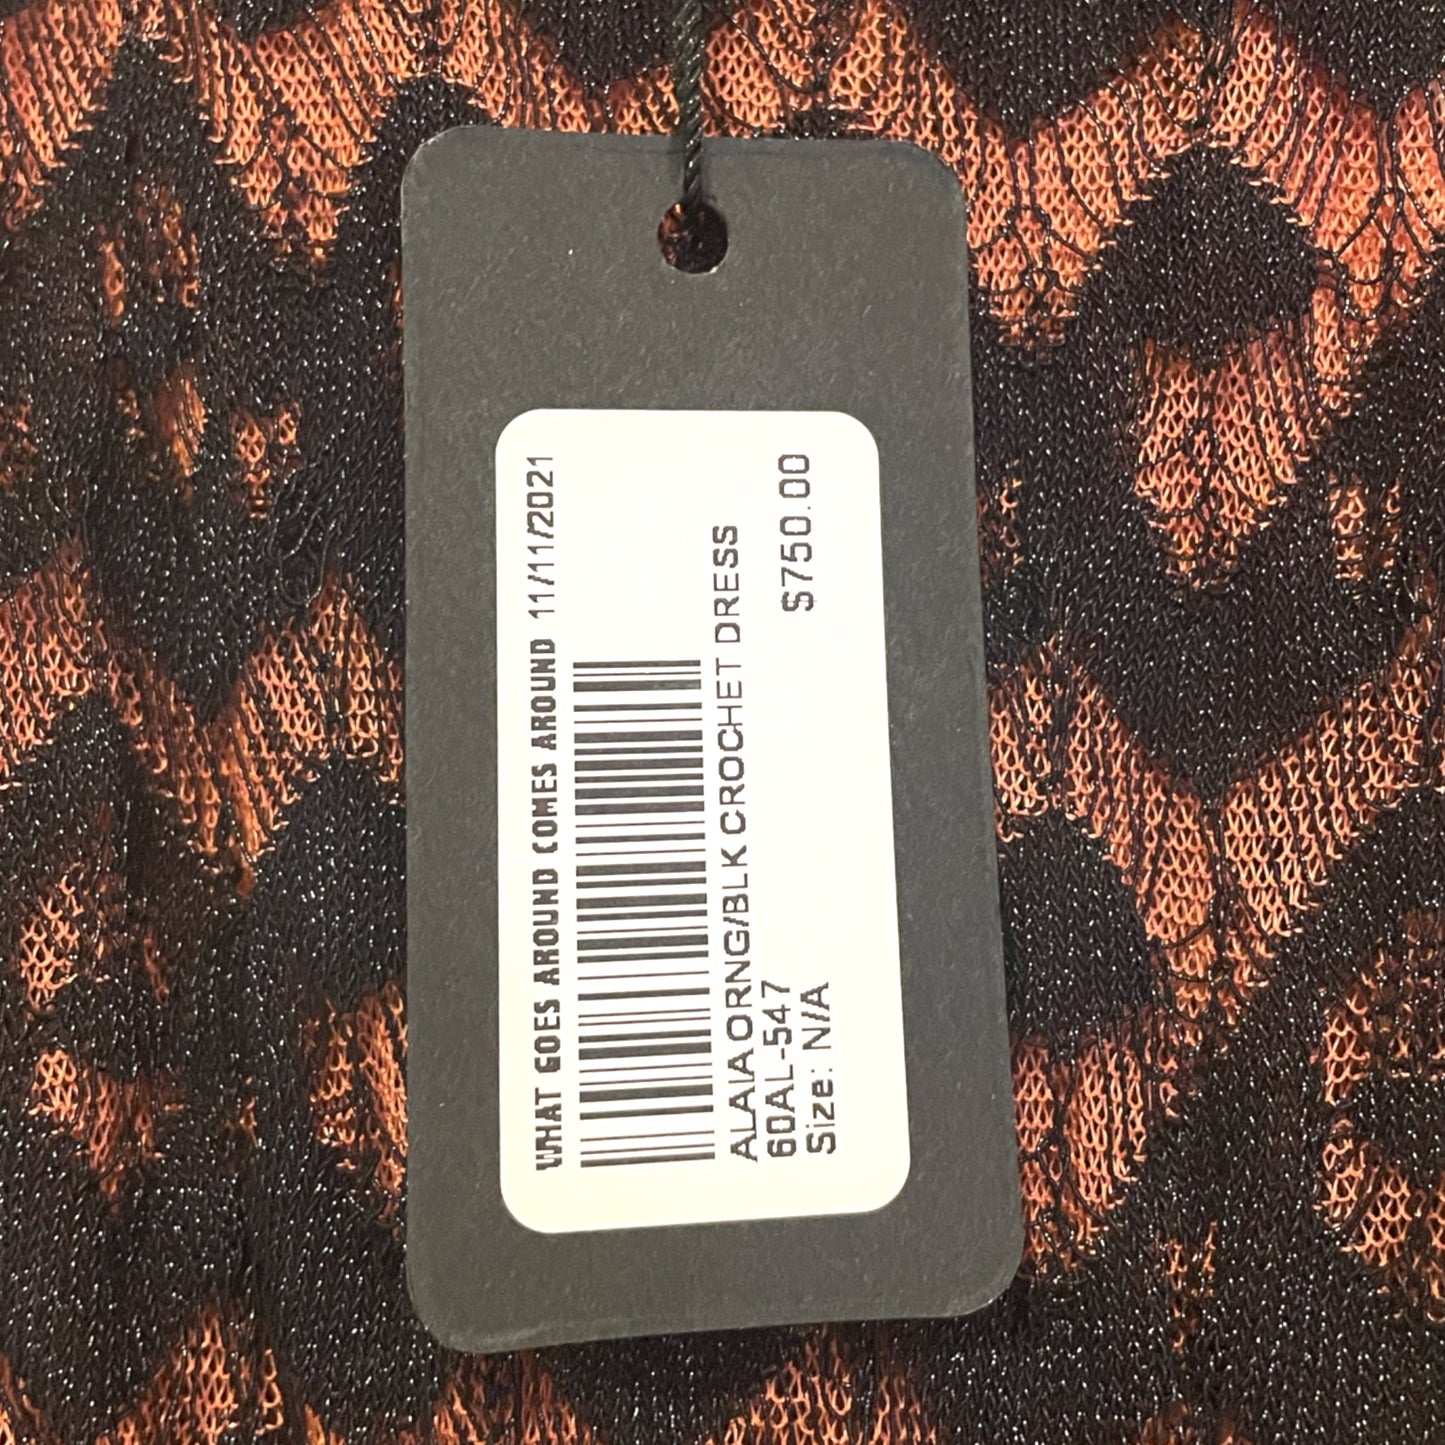 WHAT GOES AROUND COMES AROUND 11/11/2021
ALAIA ORNG/BLK CROCHET DRESS
60AL-547 $750.00
Size: N/A